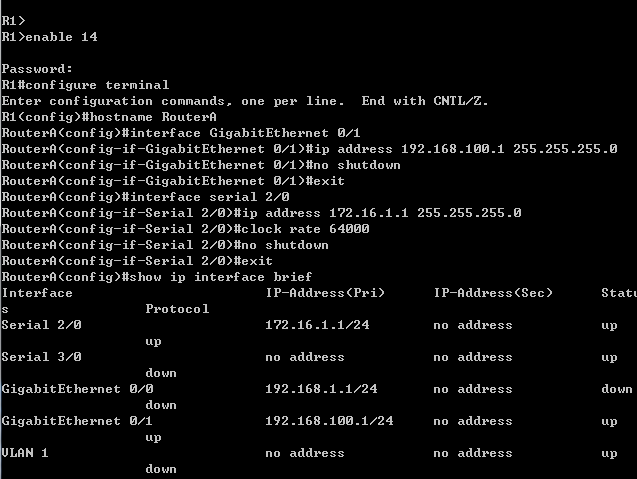 R1>
R1>enable 14
Password:
R1#configure terminal
Enter configuration commands, one per line.  End with CNTL/Z.
R1(config)#hostname RouterA
RouterA(config)#interface GigabitEthernet 0/1
RouterA(config-if-GigabitEthernet 0/1)#ip address 192.168.100.1 255.255.255.0
RouterA(config-if-GigabitEthernet 0/1)#no shutdown
RouterA(config-if-GigabitEthernet 0/1)#exit
RouterA(config)#interface serial 2/0
RouterA(config-if-Serial 2/0)#ip address 172.16.1.1 255.255.255.0
RouterA(config-if-Serial 2/0)#clock rate 64000
RouterA(config-if-Serial 2/0)#no shutdown
RouterA(config-if-Serial 2/0)#exit
RouterA(config)#show ip interface brief
Interface                        IP-Address(Pri)      IP-Address(Sec)      Statu
s                 Protocol
Serial 2/0                       172.16.1.1/24        no address           up
                  up
Serial 3/0                       no address           no address           up
                  down
GigabitEthernet 0/0              192.168.1.1/24       no address           down
                  down
GigabitEthernet 0/1              192.168.100.1/24     no address           up
                  up
VLAN 1                           no address           no address           up
                  down